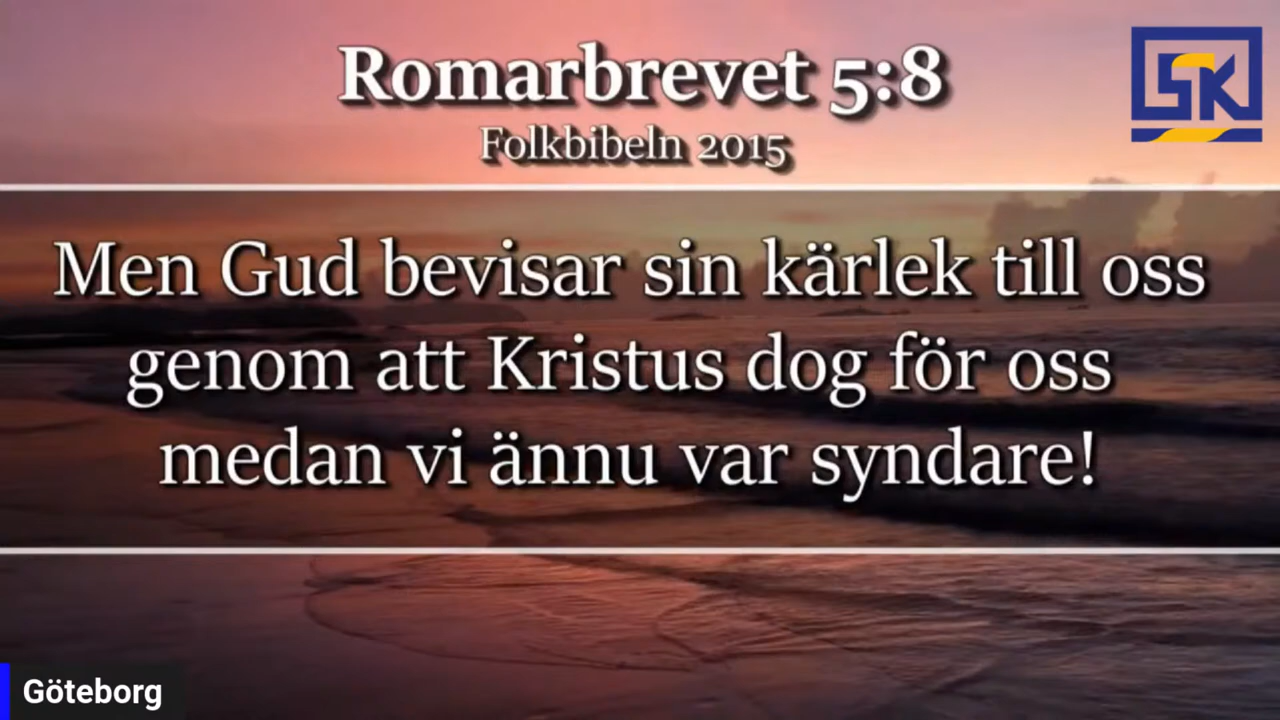 Romarbrevet 5:8
SK
Folkbibeln 2015
Men Gud bevisar sin kärlek till oss
genom att Kristus dog för oss
medan vi ännu var syndare!
Göteborg